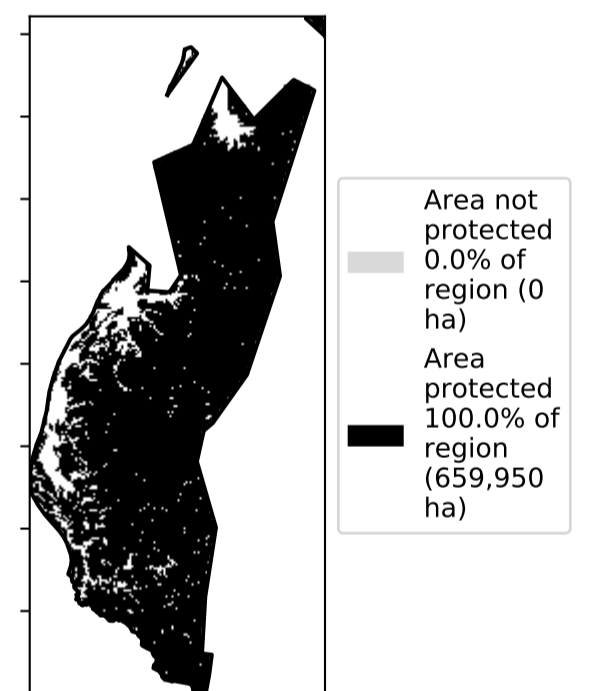 Area not
protected
0.0% of
region (0
ha)
Area
protected
100.0% of
region
(659,950
ha)